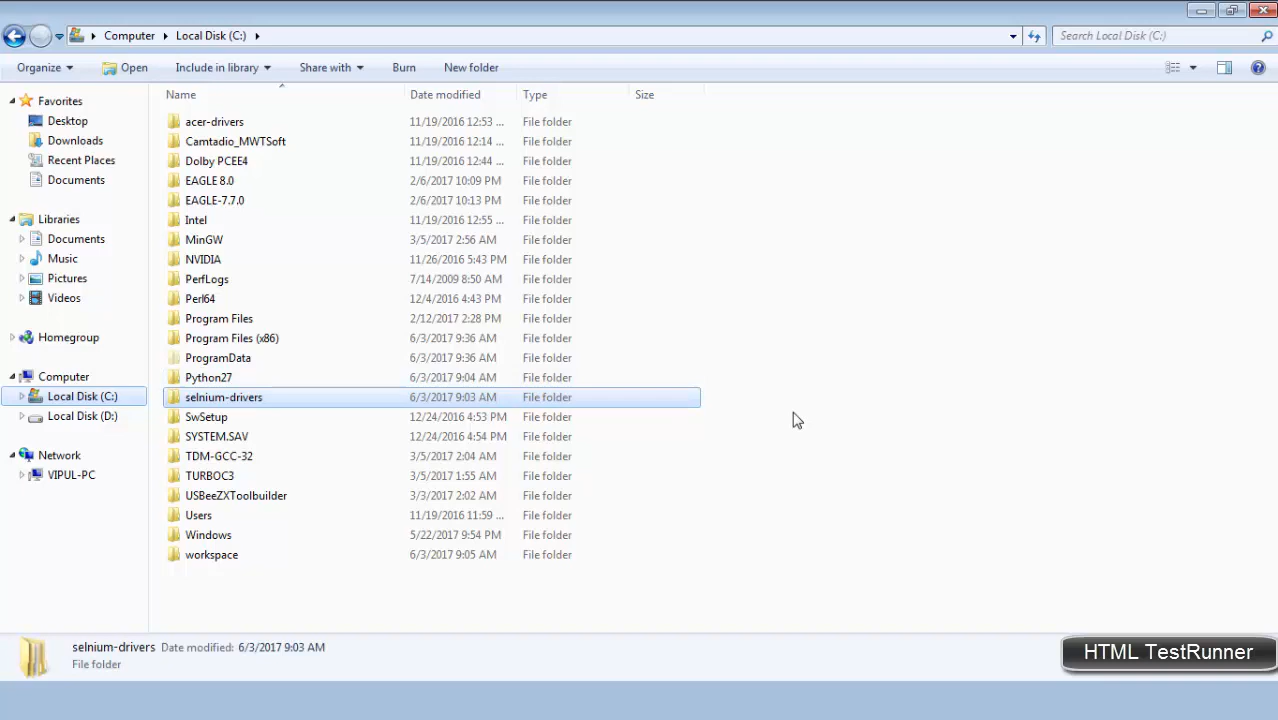 Computer Local Disk (C:) Search Local Disk (C:)
Organize Open Include in library Share with Burn New folder
Favorites
Desktop
Downloads
Recent Places
Documents
Libraries
Documents
Music
Pictures
Videos
Homegroup
Computer
Local Disk (C:)
Local Disk (D:)
Network
VIPUL-PC
Name Date modified Type Size
acer-drivers 11/19/2016 12:53 ... File folder
Camtadio_MWTSoft 11/19/2016 12:14 ... File folder
Dolby PCEE4 11/19/2016 12:44 ... File folder
EAGLE 8.0 2/6/2017 10:09 PM File folder
EAGLE-7.7.0 2/6/2017 10:13 PM File folder
Intel 11/19/2016 12:55 ... File folder
MinGW 3/5/2017 2:56 AM File folder
NVIDIA 11/26/2016 5:43 PM File folder
PerfLogs 7/14/2009 8:50 AM File folder
Perl64 12/4/2016 4:43 PM File folder
Program Files 2/12/2017 2:28 PM File folder
Program Files (x86) 6/3/2017 9:36 AM File folder
ProgramData 6/3/2017 9:36 AM File folder
Python27 6/3/2017 9:04 AM File folder
selnium-drivers 6/3/2017 9:03 AM File folder
SwSetup 12/24/2016 4:53 PM File folder
SYSTEM.SAV 12/24/2016 4:54 PM File folder
TDM-GCC-32 3/5/2017 2:04 AM File folder
TURBOC3 3/5/2017 1:55 AM File folder
USBeeZXToolbuilder 3/3/2017 2:02 AM File folder
Users 11/19/2016 11:59 ... File folder
Windows 5/22/2017 9:54 PM File folder
workspace 6/3/2017 9:05 AM File folder
selnium-drivers Date modified: 6/3/2017 9:03 AM
File folder
HTML TestRunner